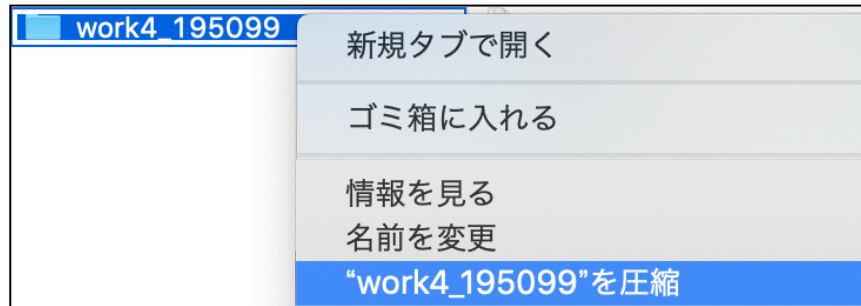 work4_195099
新規タブで開く
ゴミ箱に入れる
情報を見る
名前を変更
“work4_195099”を圧縮